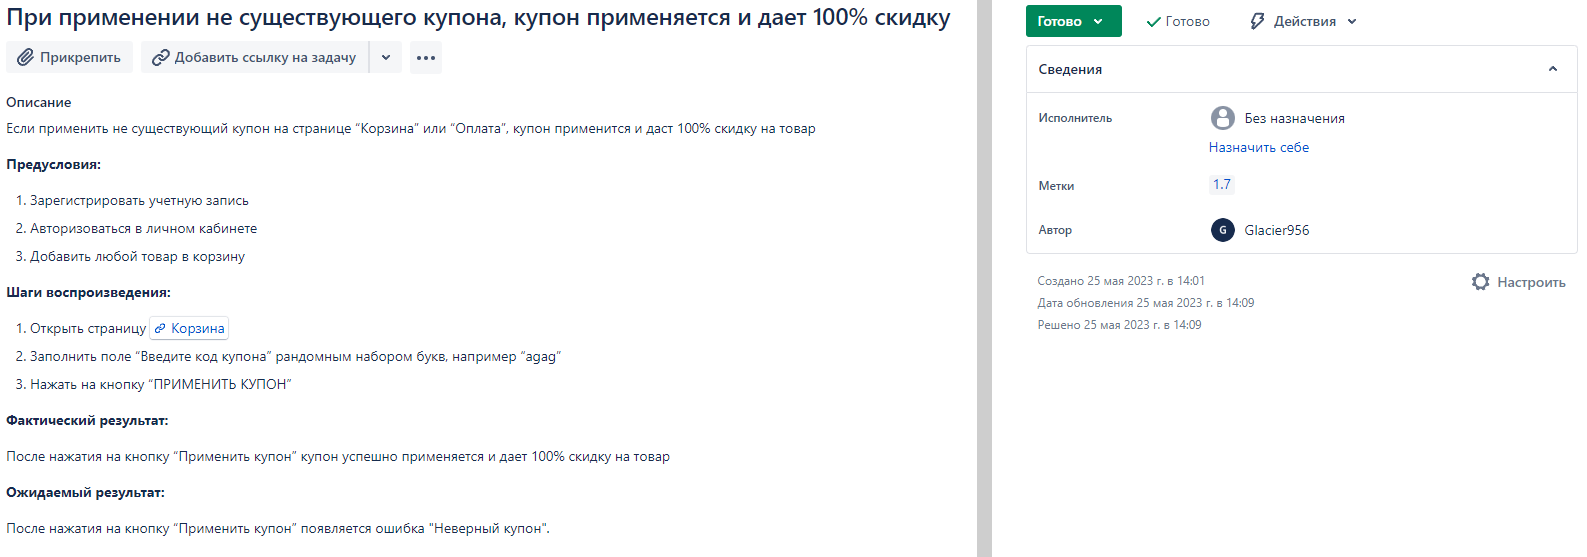 При применении не существующего купона, купон применяется и дает 100% скидку
Прикрепить
Добавить ссылку на задачу
Описание
Если применить не существующий купон на странице “Корзина” или “Оплата”, купон применится и даст 100% скидку на товар
Предусловия:
1. Зарегистрировать учетную запись
2. Авторизоваться в личном кабинете
3. Добавить любой товар в корзину
Шаги воспроизведения:
1. Открыть страницу Корзина
2. Заполнить поле “Введите код купона” рандомным набором букв, например “agag”
3. Нажать на кнопку “ПРИМЕНИТЬ КУПОН”
Фактический результат:
После нажатия на кнопку “Применить купон” купон успешно применяется и дает 100% скидку на товар
Ожидаемый результат:
После нажатия на кнопку “Применить купон” появляется ошибка "Неверный купон".
Готово
Готово
Действия
Сведения
Исполнитель
Без назначения
Назначить себе
Метки
1.7
Автор
G
Glacier956
Создано 25 мая 2023 г. в 14:01
Настроить
Дата обновления 25 мая 2023 г. в 14:09
Решено 25 мая 2023 г. в 14:09